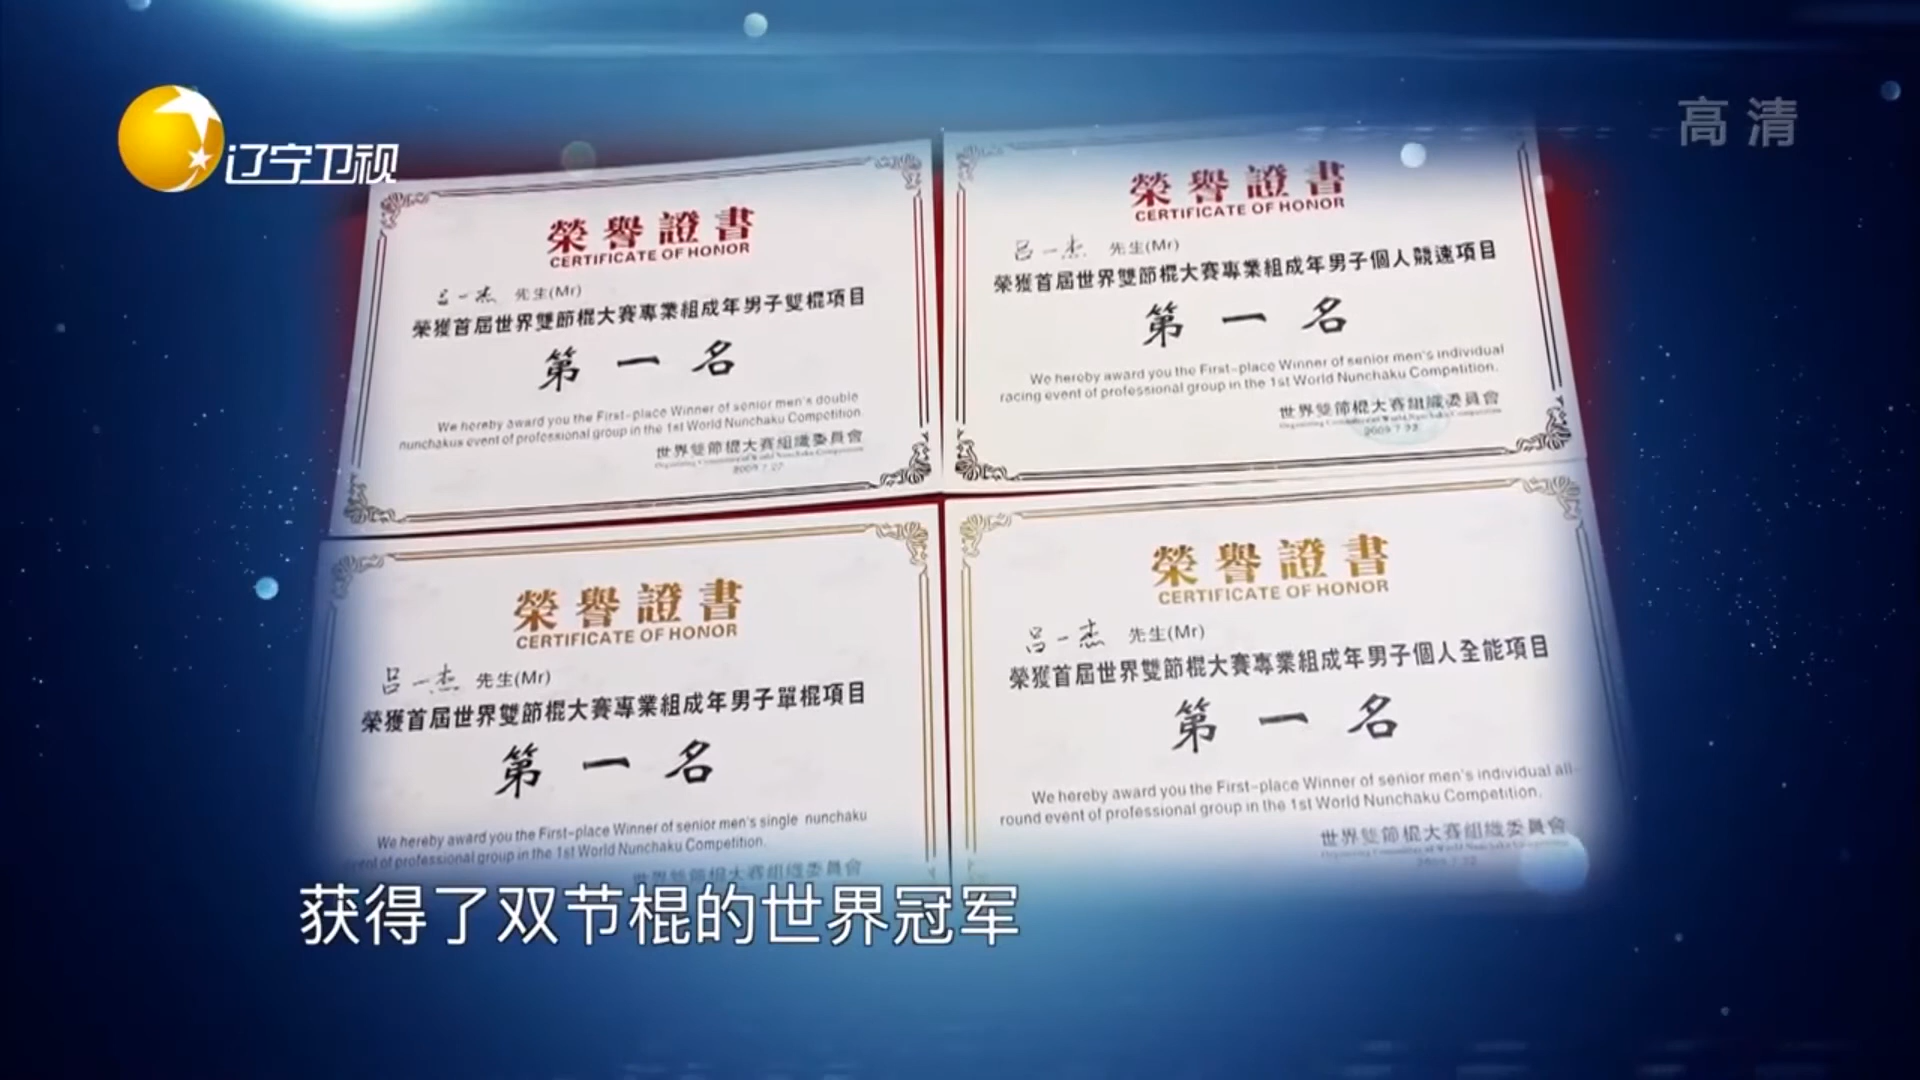 辽宁卫视
高清
榮譽證書
CERTIFICATE OF HONOR
吕一杰 先生(Mr)
榮獲首屆世界雙節棍大賽專業組成年男子雙棍項目
第一名
We hereby award you the First-place Winner of senior men's double
nunchakus event of professional group in the 1st World Nunchaku Competition.
世界雙節棍大賽組織委員會
榮譽證書
CERTIFICATE OF HONOR
吕一杰 先生(Mr)
榮獲首屆世界雙節棍大賽專業組成年男子個人競速項目
第一名
We hereby award you the First-place Winner of senior men's individual
racing event of professional group in the 1st World Nunchaku Competition.
世界雙節棍大賽組織委員會
榮譽證書
CERTIFICATE OF HONOR
吕一杰 先生(Mr)
榮獲首屆世界雙節棍大賽專業組成年男子單棍項目
第一名
We hereby award you the First-place Winner of senior men's single nunchaku
event of professional group in the 1st World Nunchaku Competition.
世界雙節棍大賽組織委員會
榮譽證書
CERTIFICATE OF HONOR
吕一杰 先生(Mr)
榮獲首屆世界雙節棍大賽專業組成年男子個人全能項目
第一名
We hereby award you the First-place Winner of senior men's individual all-
round event of professional group in the 1st World Nunchaku Competition.
世界雙節棍大賽組織委員會
获得了双节棍的世界冠军